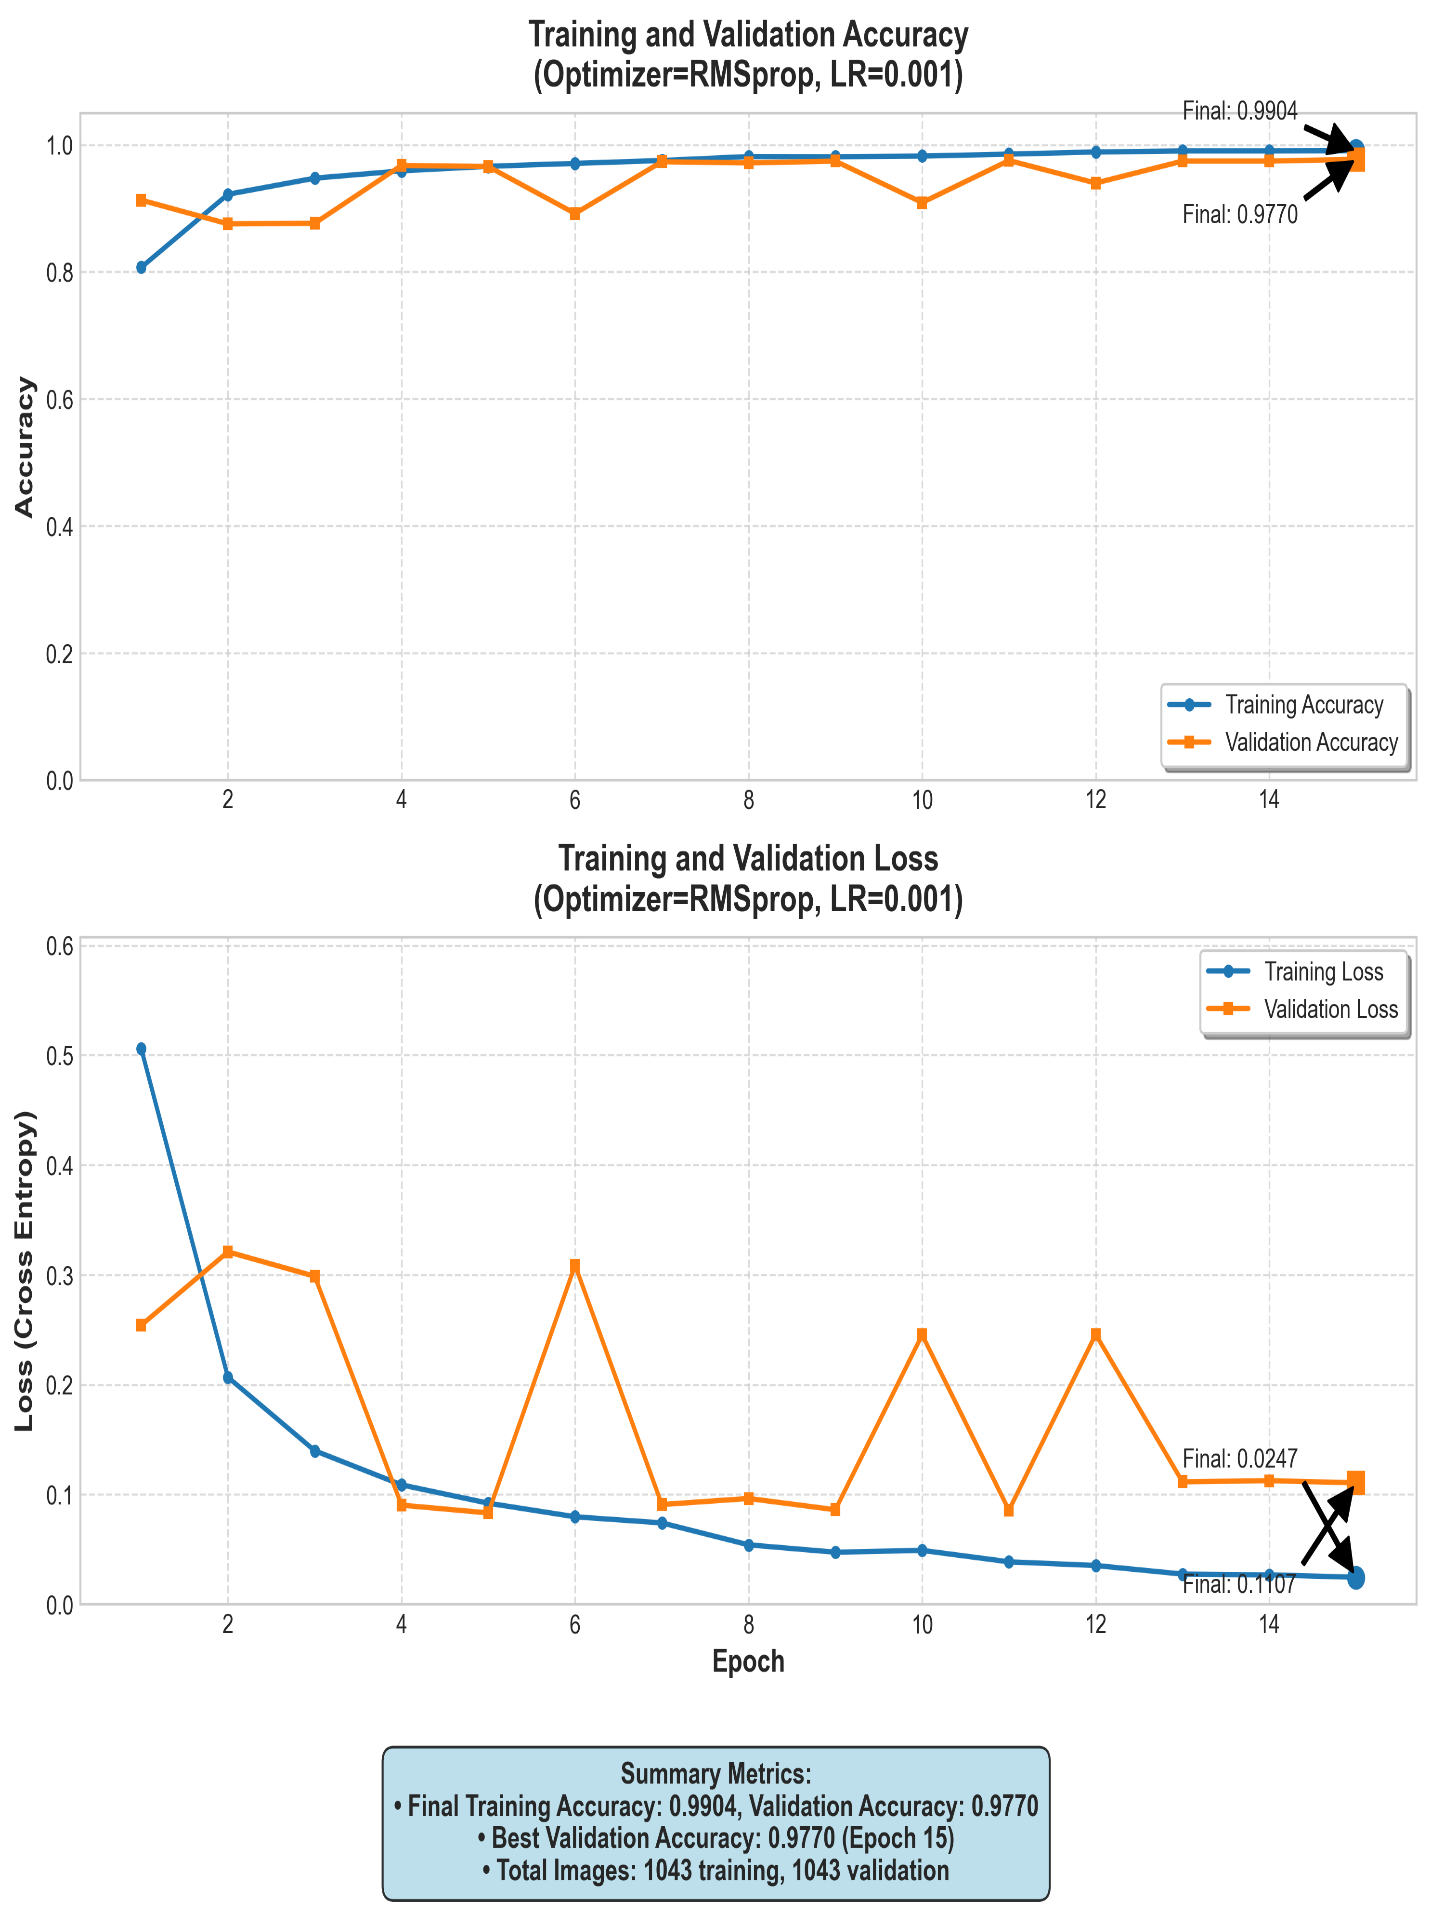 Training and Validation Accuracy
(Optimizer=RMSprop, LR=0.001)
Final: 0.9904
Final: 0.9770
Accuracy
1.0
0.8
0.6
0.4
0.2
0.0
Training Accuracy
Validation Accuracy
2 4 6 8 10 12 14
Training and Validation Loss
(Optimizer=RMSprop, LR=0.001)
Loss (Cross Entropy)
0.6
0.5
0.4
0.3
0.2
0.1
0.0
Training Loss
Validation Loss
Final: 0.0247
Final: 0.1107
2 4 6 8 10 12 14
Epoch
Summary Metrics:
• Final Training Accuracy: 0.9904, Validation Accuracy: 0.9770
• Best Validation Accuracy: 0.9770 (Epoch 15)
• Total Images: 1043 training, 1043 validation